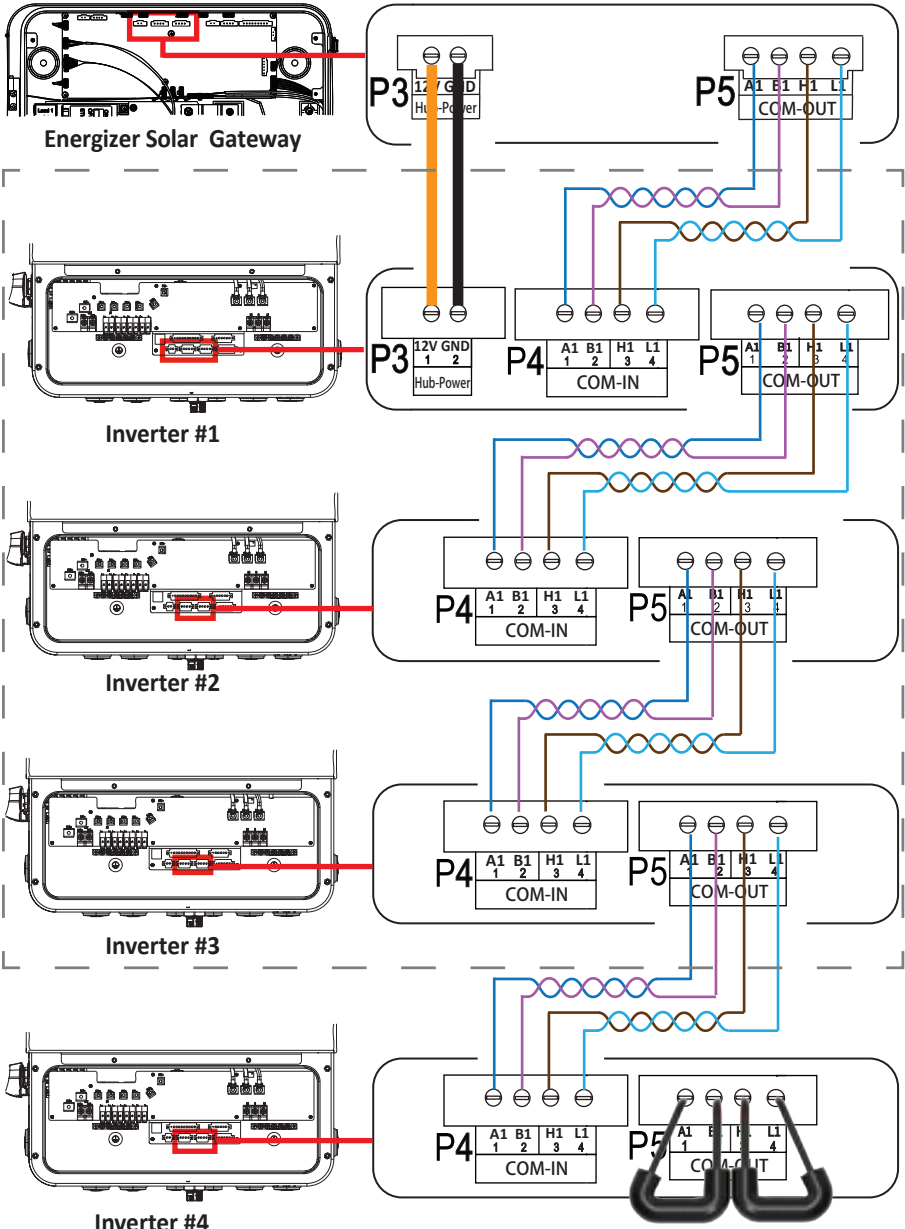 P3
12V GND
Hub-Power
P5
A1 B1 H1 L1
COM-OUT
Energizer Solar Gateway
P3
12V GND
1 2
Hub-Power
P4
A1 B1 H1 L1
1 2 3 4
COM-IN
P5
A1 B1 H1 L1
1 2 3 4
COM-OUT
Inverter #1
P4
A1 B1 H1 L1
1 2 3 4
COM-IN
P5
A1 B1 H1 L1
1 2 3 4
COM-OUT
Inverter #2
P4
A1 B1 H1 L1
1 2 3 4
COM-IN
P5
A1 B1 H1 L1
1 2 3 4
COM-OUT
Inverter #3
P4
A1 B1 H1 L1
1 2 3 4
COM-IN
P5
A1 L1
1 4
COM-OUT
Inverter #4